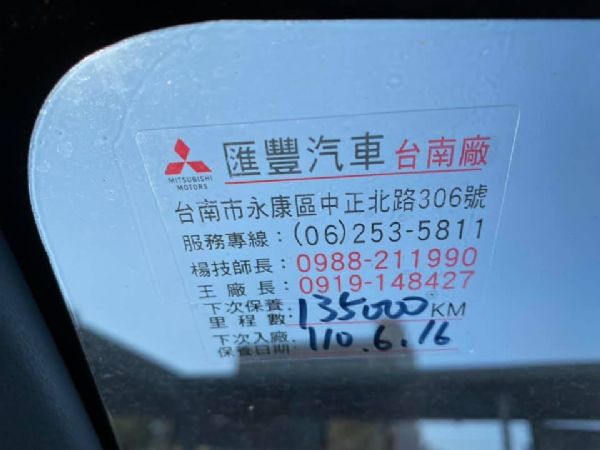 MITSUBISHI
MOTORS
匯豐汽車 台南廠
台南市永康區中正北路306號
服務專線：(06)253-5811
楊技師長：0988-211990
王廠長：0919-148427
下次保養
里程數：135000KM
下次入廠
保養日期：110.6.16